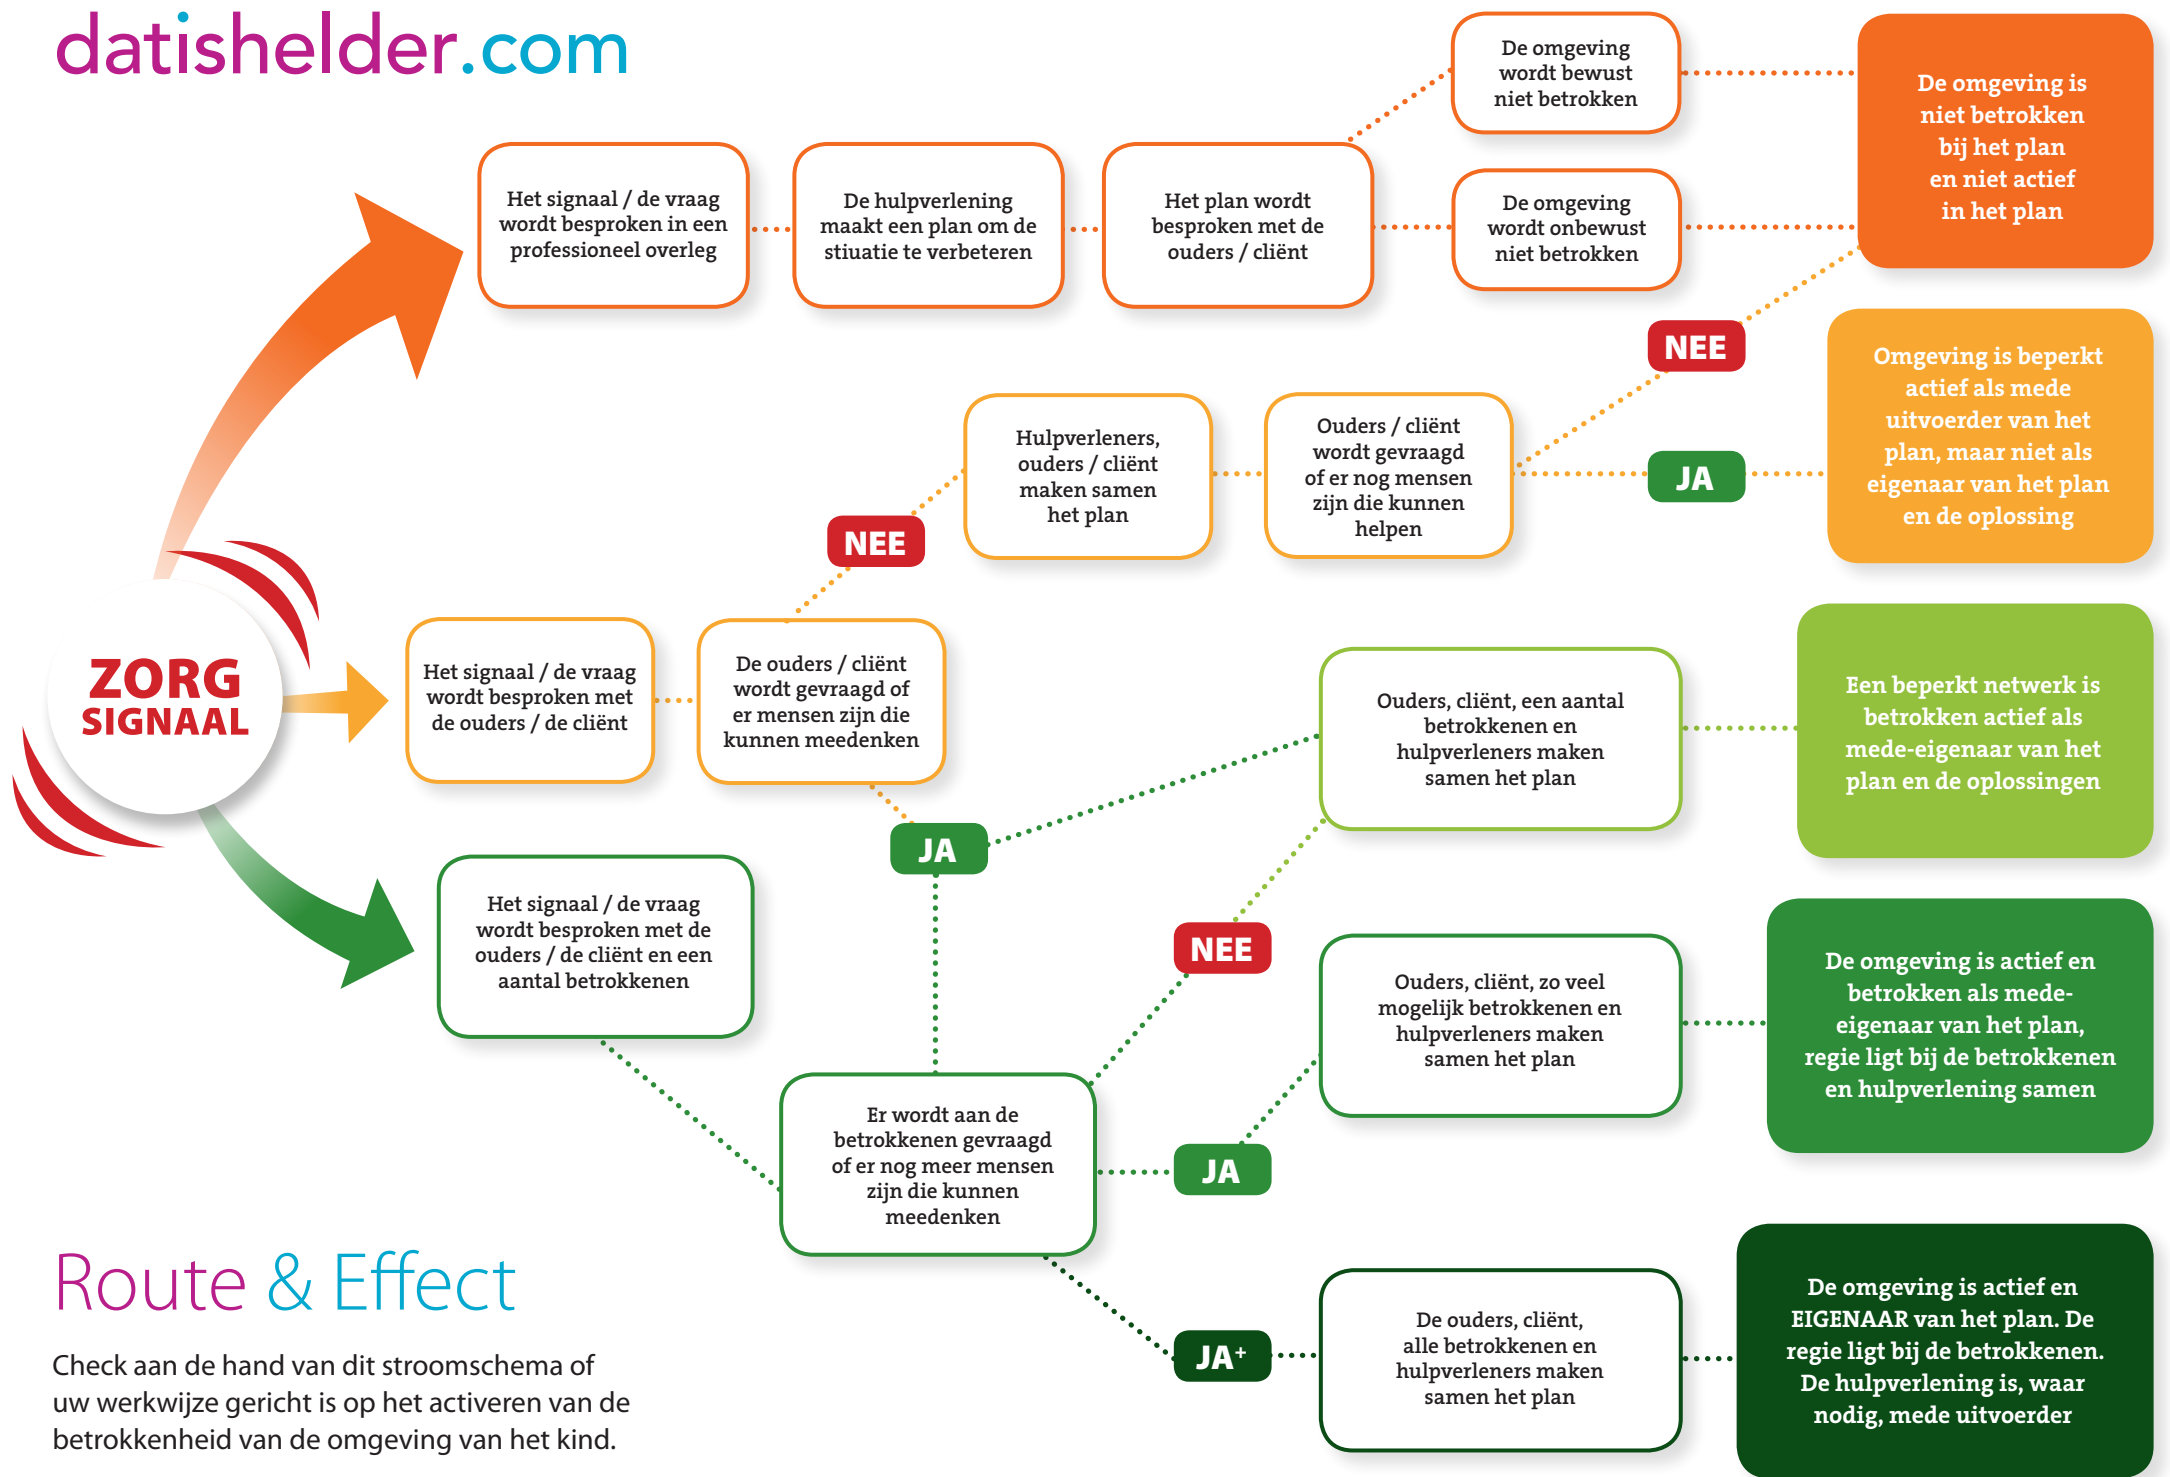 datishelder.com
De omgeving
wordt bewust
niet betrokken
De omgeving is
niet betrokken
bij het plan
en niet actief
in het plan
Het signaal / de vraag
wordt besproken in een
professioneel overleg
De hulpverlening
maakt een plan om de
stiuatie te verbeteren
Het plan wordt
besproken met de
ouders / cliënt
De omgeving
wordt onbewust
niet betrokken
NEE
Omgeving is beperkt
actief als mede
uitvoerder van het
plan, maar niet als
eigenaar van het plan
en de oplossing
Hulpverleners,
ouders / cliënt
maken samen
het plan
Ouders / cliënt
wordt gevraagd
of er nog mensen
zijn die kunnen
helpen
JA
NEE
ZORG
SIGNAAL
Het signaal / de vraag
wordt besproken met
de ouders / de cliënt
De ouders / cliënt
wordt gevraagd of
er mensen zijn die
kunnen meedenken
Ouders, cliënt, een aantal
betrokkenen en
hulpverleners maken
samen het plan
Een beperkt netwerk is
betrokken actief als
mede-eigenaar van het
plan en de oplossingen
JA
Het signaal / de vraag
wordt besproken met de
ouders / de cliënt en een
aantal betrokkenen
NEE
Ouders, cliënt, zo veel
mogelijk betrokkenen en
hulpverleners maken
samen het plan
De omgeving is actief en
betrokken als mede-
eigenaar van het plan,
regie ligt bij de betrokkenen
en hulpverlening samen
Er wordt aan de
betrokkenen gevraagd
of er nog meer mensen
zijn die kunnen
meedenken
JA
JA+
De ouders, cliënt,
alle betrokkenen en
hulpverleners maken
samen het plan
De omgeving is actief en
EIGENAAR van het plan. De
regie ligt bij de betrokkenen.
De hulpverlening is, waar
nodig, mede uitvoerder
Route & Effect
Check aan de hand van dit stroomschema of
uw werkwijze gericht is op het activeren van de
betrokkenheid van de omgeving van het kind.